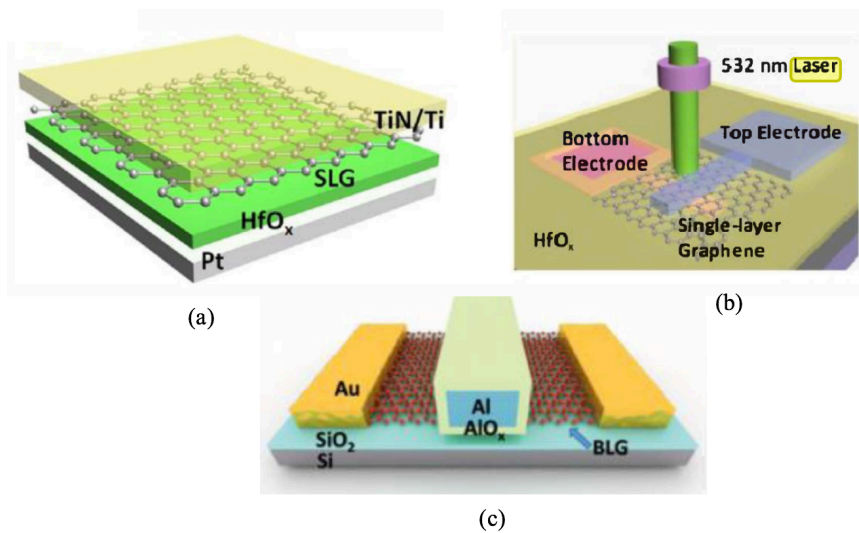 TiN/Ti
SLG
HfOx
Pt
(a)
532 nm Laser
Bottom
Electrode
Top Electrode
Single-layer
Graphene
HfOx
(b)
Au
Al
AlOx
SiO2
Si
BLG
(c)